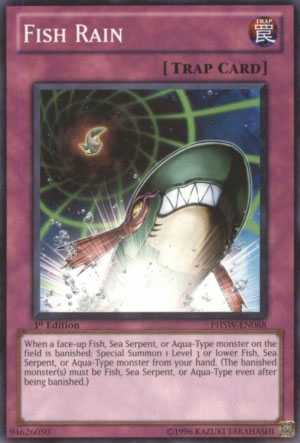 FISH RAIN
TRAP
罠
[TRAP CARD]
1st Edition
PHSW-EN068
When a face-up Fish, Sea Serpent, or Aqua-Type monster on
the field is banished: Special Summon 1 Level 3 or lower Fish, Sea
Serpent, or Aqua-Type monster from your hand. (The banished
monster(s) must be Fish, Sea Serpent, or Aqua-Type even after
being banished.)
94626050
©1996 KAZUKI TAKAHASHI